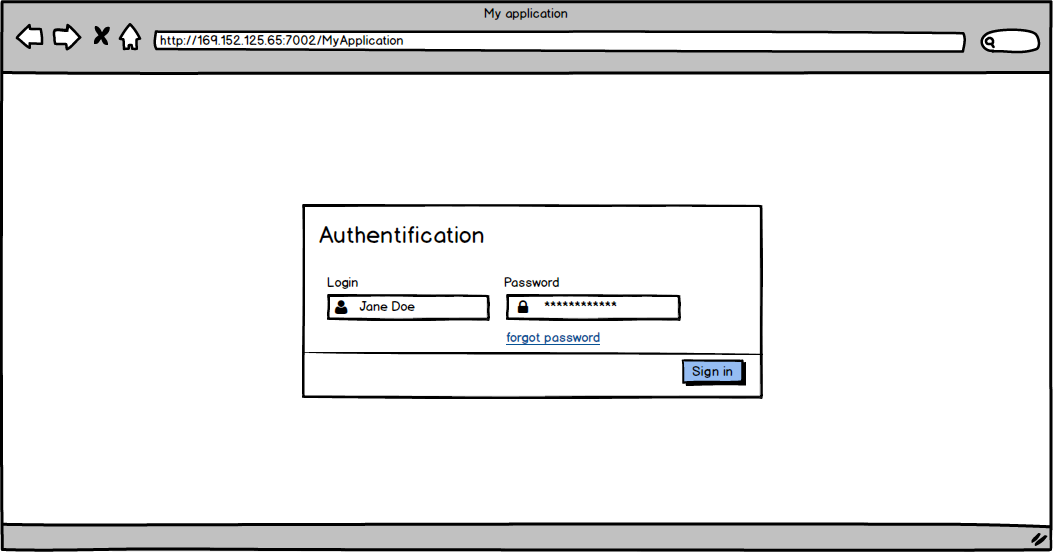 My application
http://169.152.125.65:7002/MyApplication
Authentification
Login Password
Jane Doe ************
forgot password
Sign in